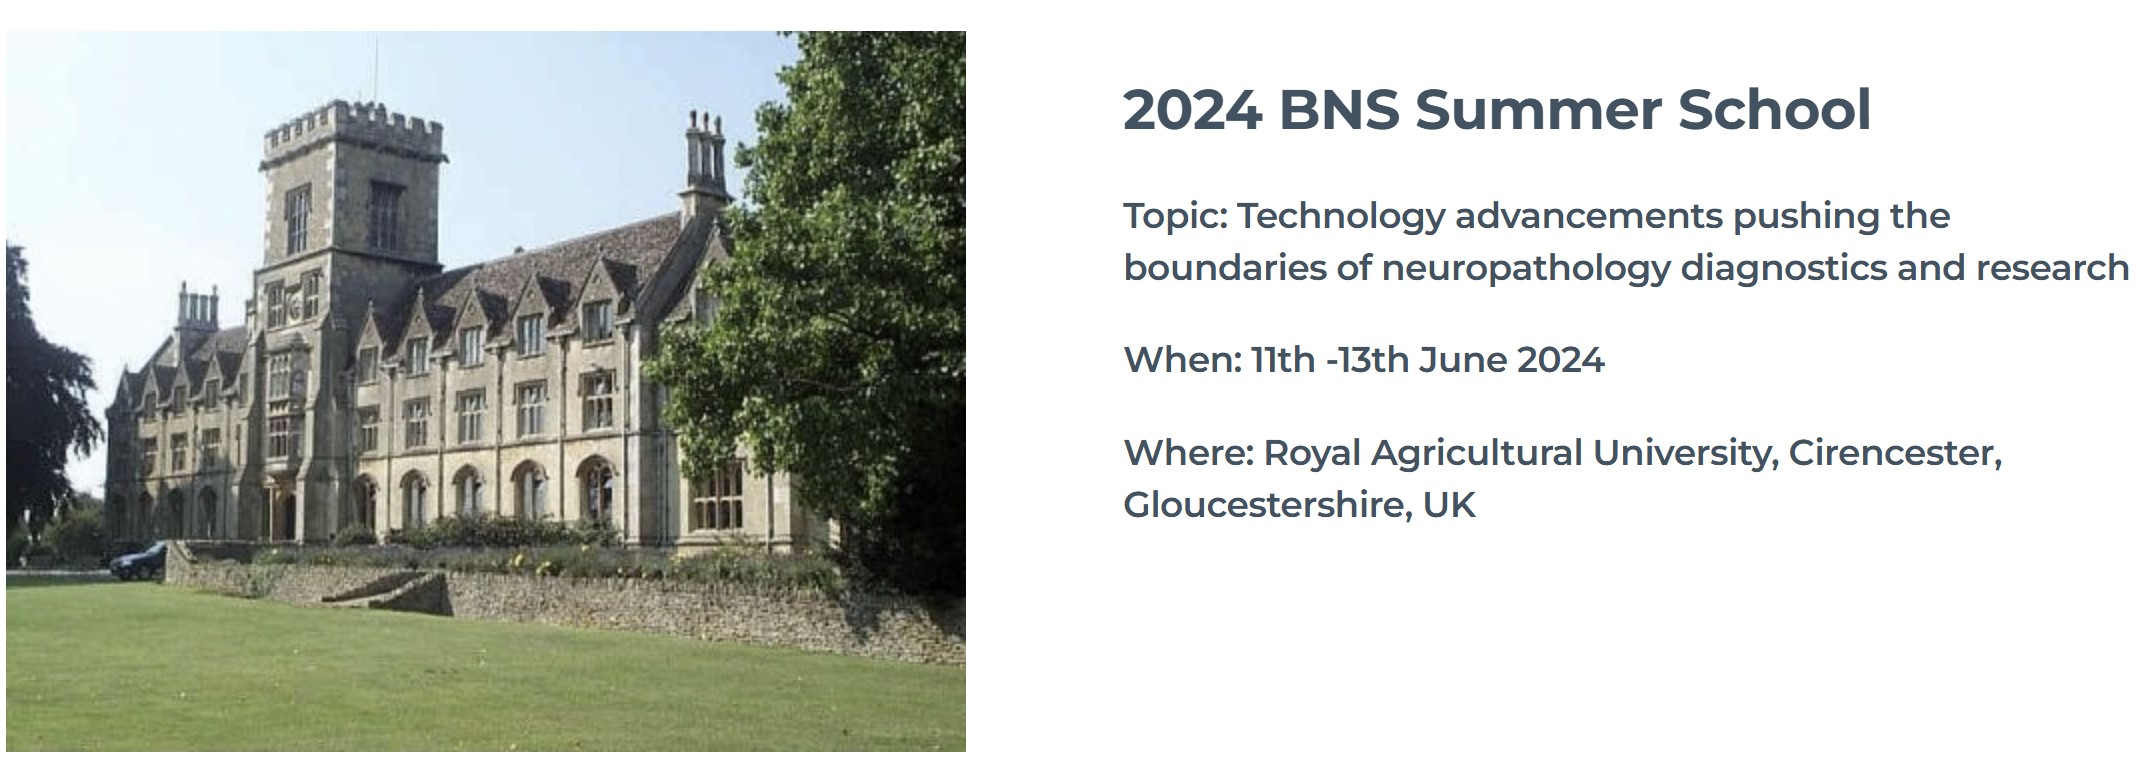 2024 BNS Summer School
Topic: Technology advancements pushing the
boundaries of neuropathology diagnostics and research
When: 11th -13th June 2024
Where: Royal Agricultural University, Cirencester,
Gloucestershire, UK